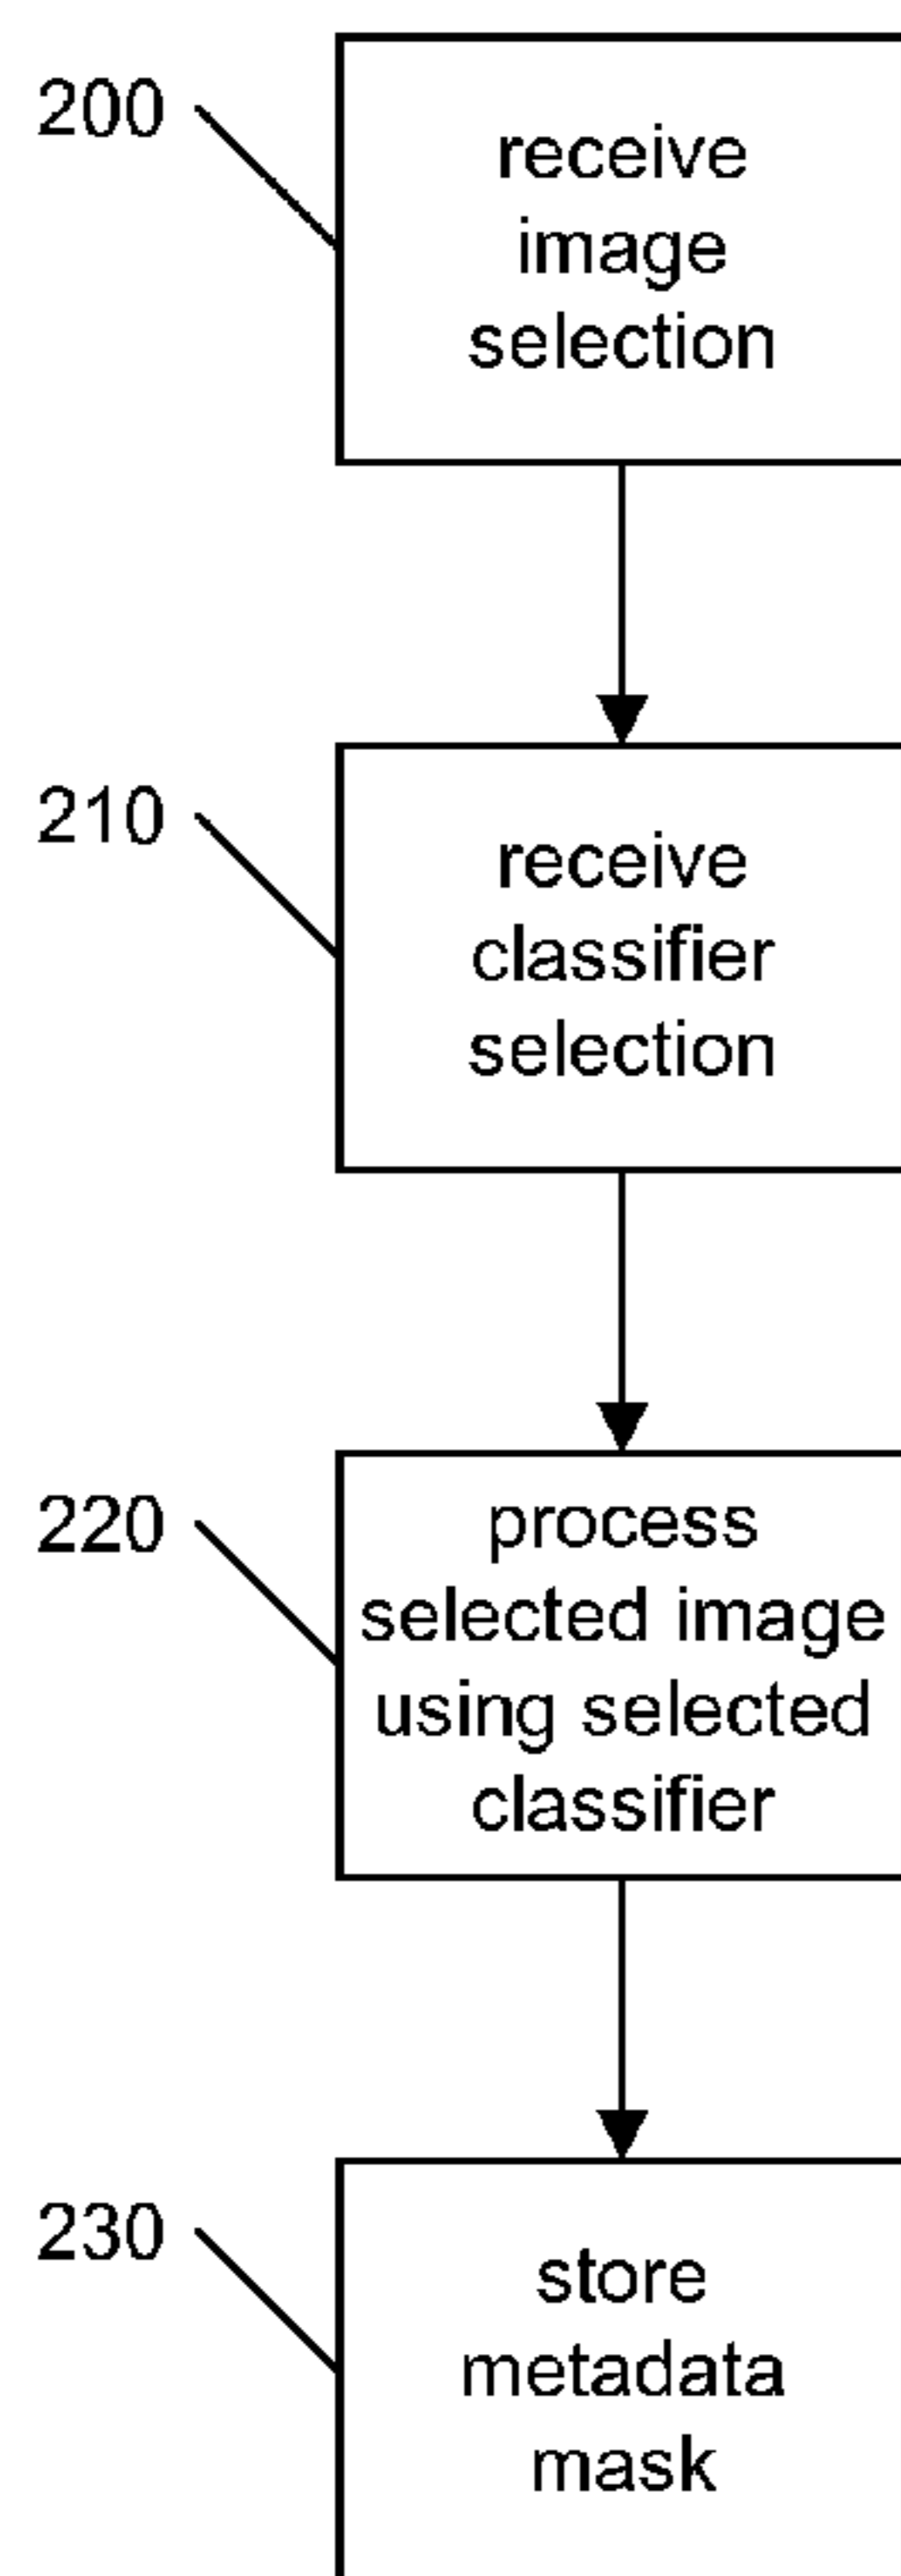 200
receive
image
selection
210
receive
classifier
selection
220
process
selected image
using selected
classifier
230
store
metadata
mask